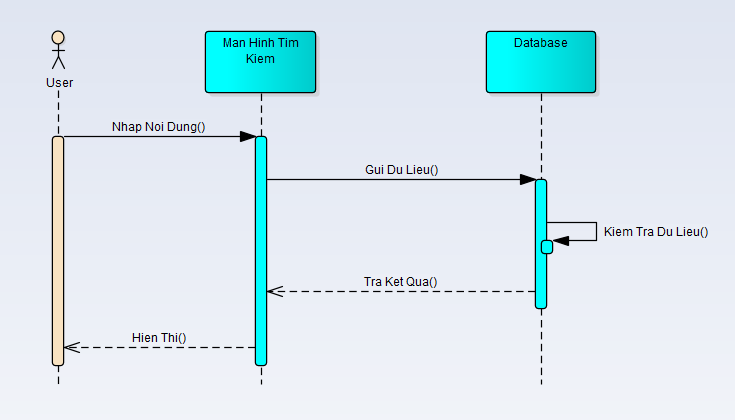 User
Man Hinh Tim
Kiem
Database
Nhap Noi Dung()
Gui Du Lieu()
Kiem Tra Du Lieu()
Tra Ket Qua()
Hien Thi()